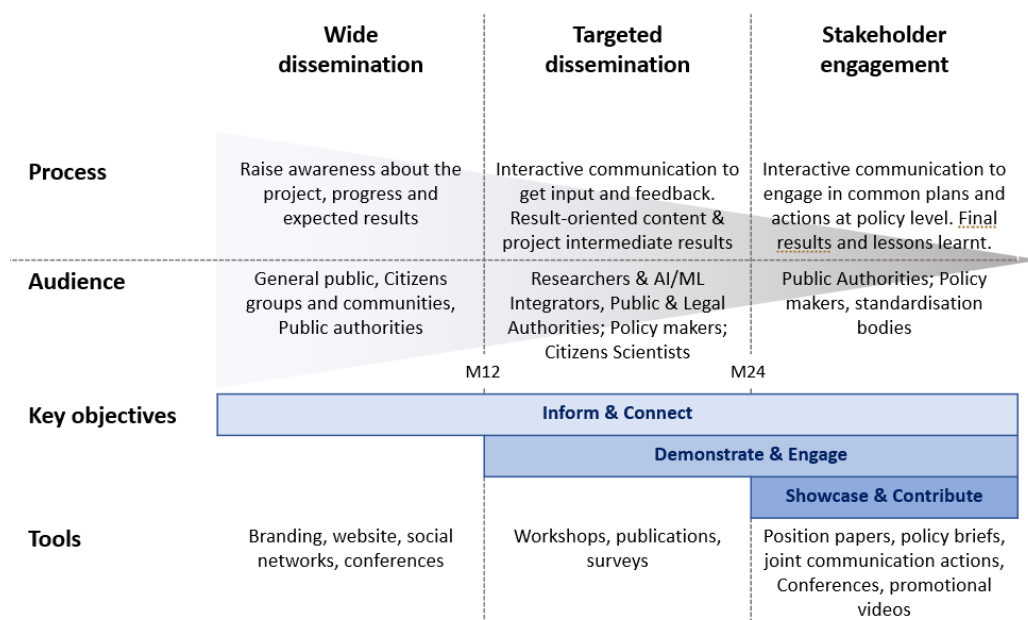 Wide
dissemination
Targeted
dissemination
Stakeholder
engagement
Process
Raise awareness about the
project, progress and
expected results
Interactive communication to
get input and feedback.
Result-oriented content &
project intermediate results
Interactive communication to
engage in common plans and
actions at policy level. Final
results and lessons learnt.
Audience
General public, Citizens
groups and communities,
Public authorities
Researchers & AI/ML
Integrators, Public & Legal
Authorities; Policy makers;
Citizens Scientists
Public Authorities; Policy
makers, standardisation
bodies
M12
M24
Key objectives
Inform & Connect
Demonstrate & Engage
Showcase & Contribute
Tools
Branding, website, social
networks, conferences
Workshops, publications,
surveys
Position papers, policy briefs,
joint communication actions,
Conferences, promotional
videos